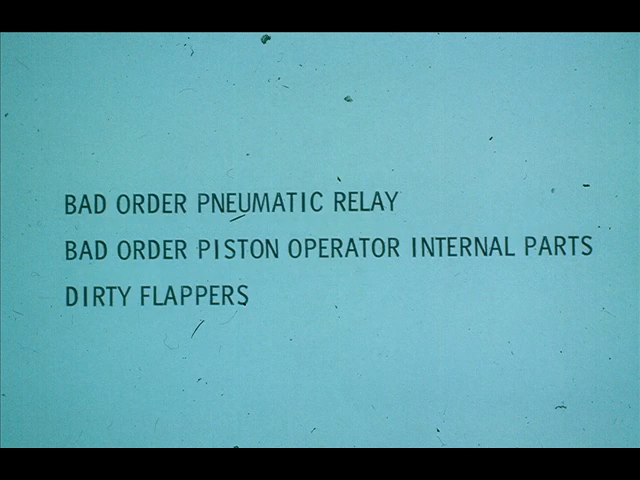 BAD ORDER PNEUMATIC RELAY
BAD ORDER PISTON OPERATOR INTERNAL PARTS
DIRTY FLAPPERS